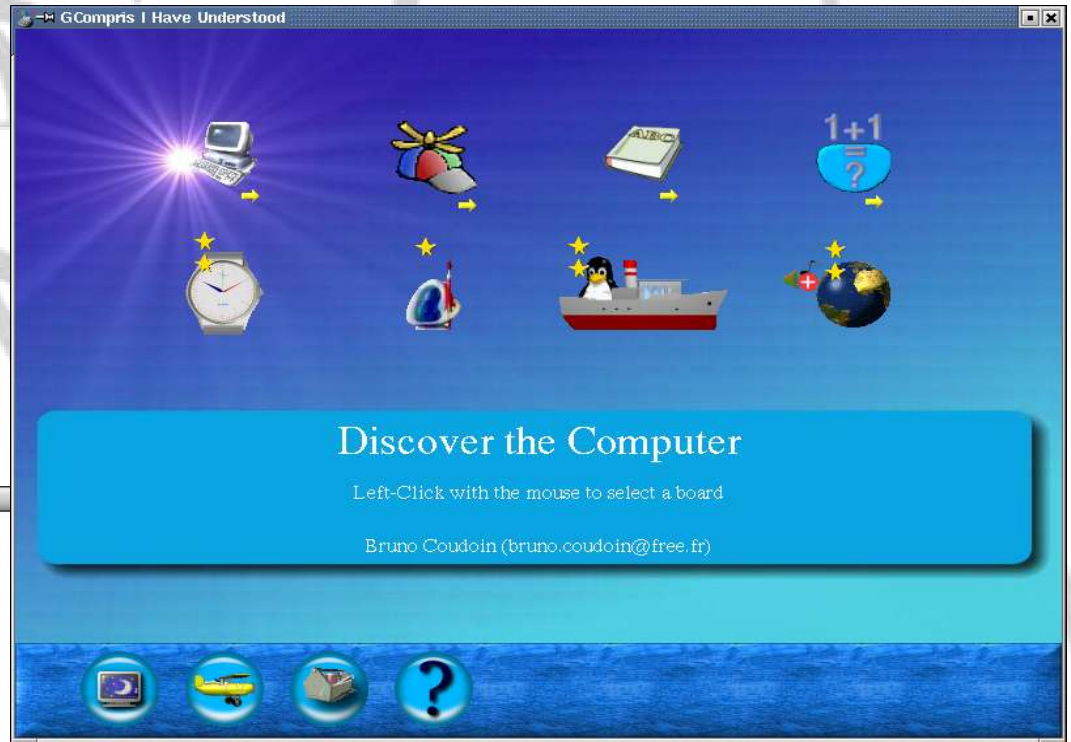 GCompris I Have Understood
ABC
1+1
=
?
Discover the Computer
Left-Click with the mouse to select a board
Bruno Coudoin (bruno.coudoin@free.fr)
?